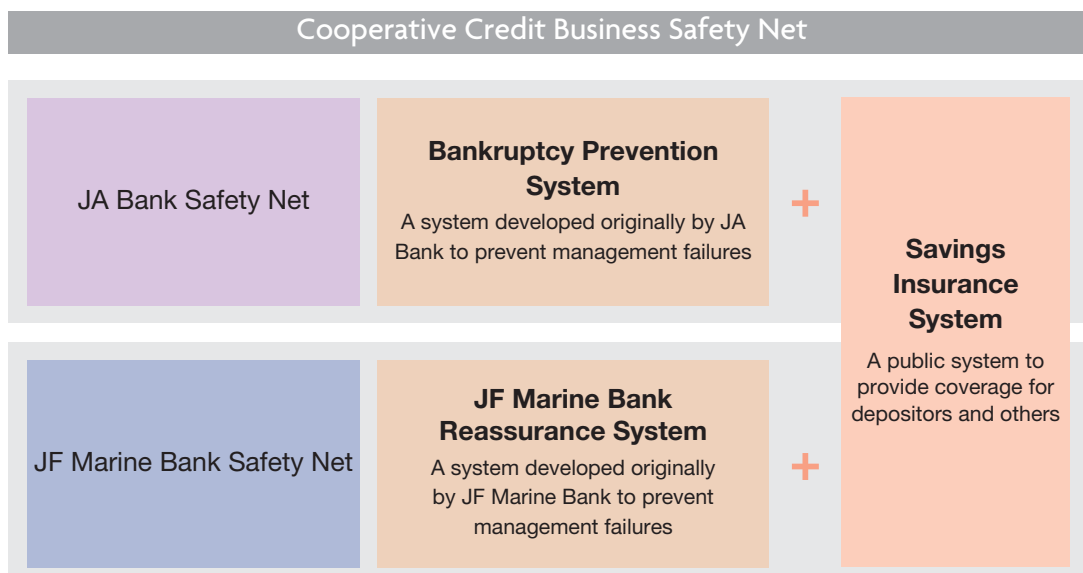 Cooperative Credit Business Safety Net
JA Bank Safety Net
Bankruptcy Prevention
System
A system developed originally by JA
Bank to prevent management failures
+
JF Marine Bank Safety Net
JF Marine Bank
Reassurance System
A system developed originally
by JF Marine Bank to prevent
management failures
+
Savings
Insurance
System
A public system to
provide coverage for
depositors and others